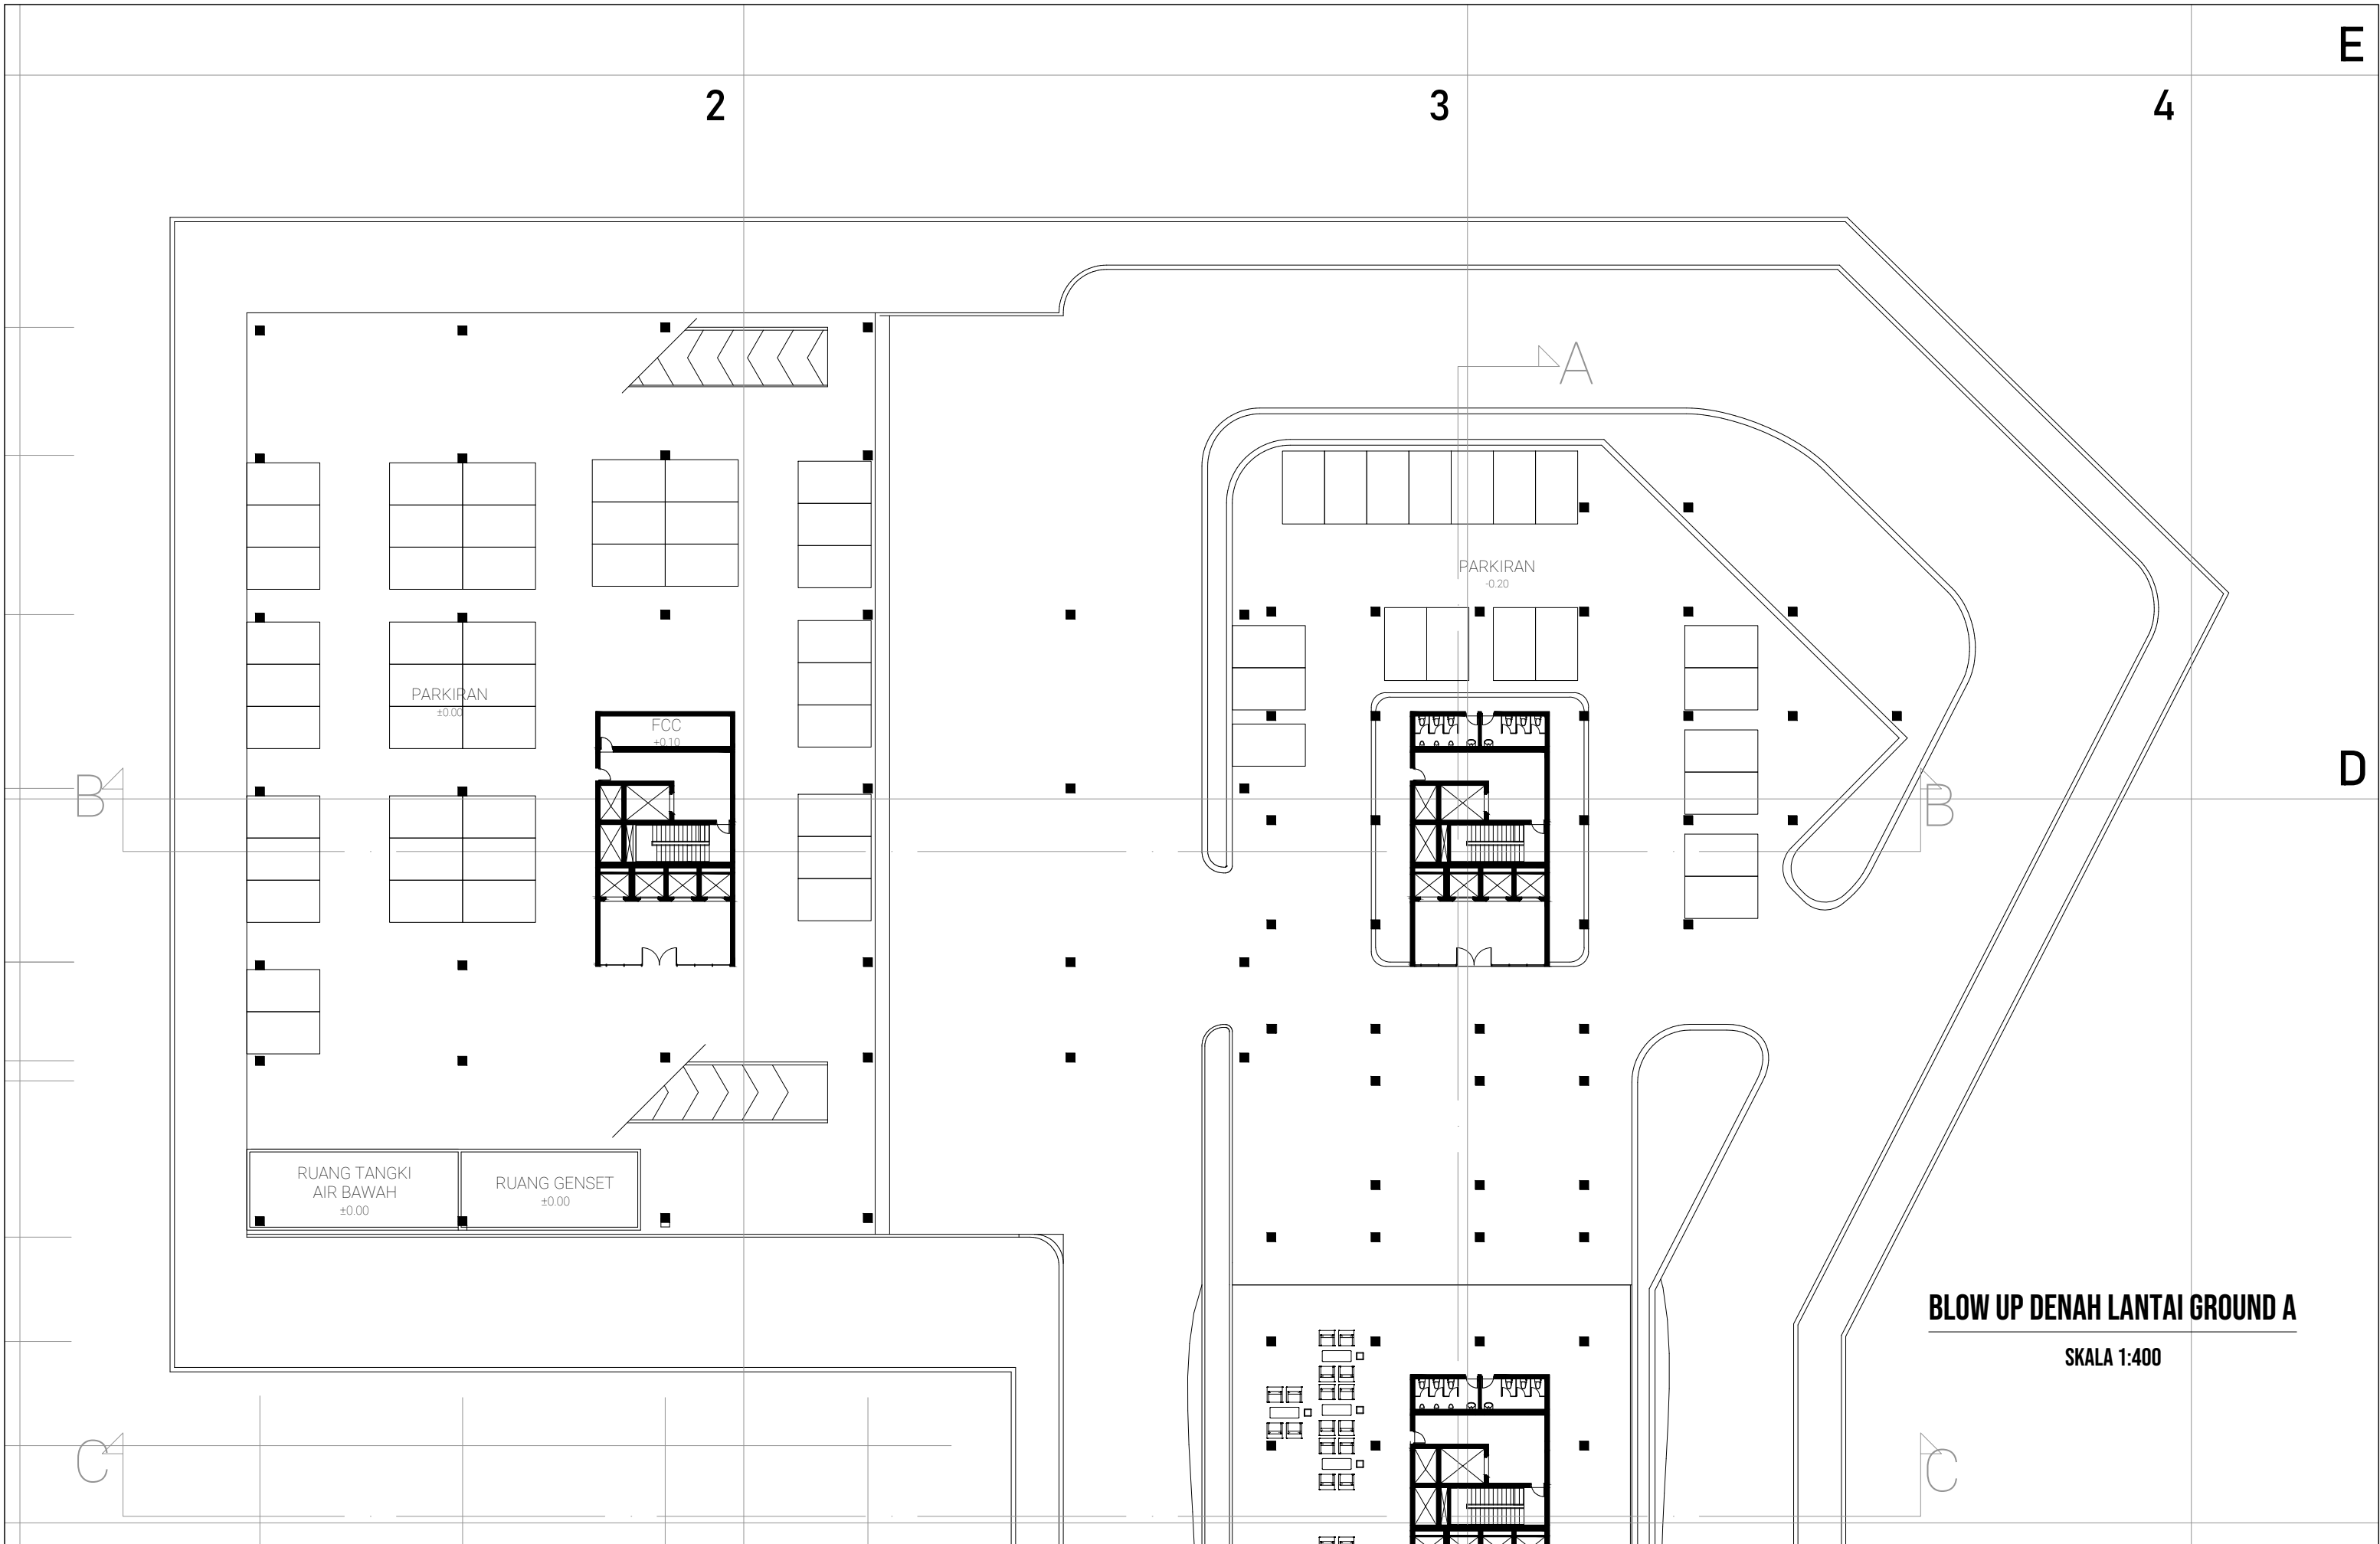 E
2
3
4
A
PARKIRAN
-0.20
PARKIRAN
±0.00
FCC
+0.10
D
B
B
RUANG TANGKI
AIR BAWAH
±0.00
RUANG GENSET
±0.00
BLOW UP DENAH LANTAI GROUND A
SKALA 1:400
C
C